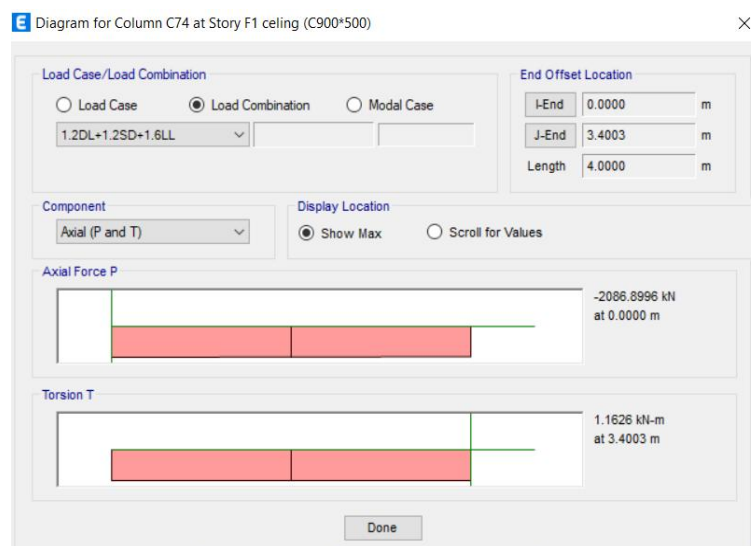 E Diagram for Column C74 at Story F1 celing (C900*500)
Load Case/Load Combination
Load Case Load Combination Modal Case
1.2DL+1.2SD+1.6LL
End Offset Location
I-End 0.0000 m
J-End 3.4003 m
Length 4.0000 m
Component
Axial (P and T)
Display Location
Show Max Scroll for Values
Axial Force P
-2086.8996 kN
at 0.0000 m
Torsion T
1.1626 kN-m
at 3.4003 m
Done